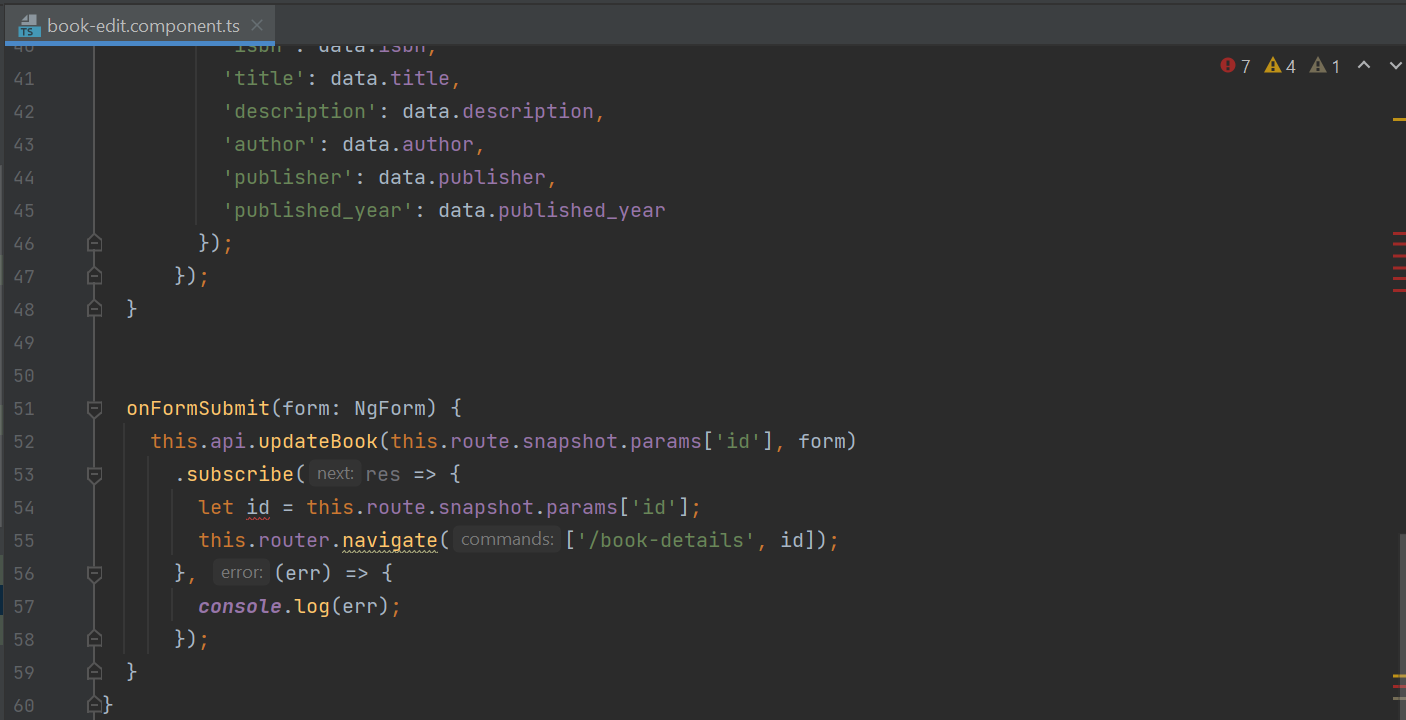 TS book-edit.component.ts
40 'isbn': data.isbn,
7 4 1
41 'title': data.title,
42 'description': data.description,
43 'author': data.author,
44 'publisher': data.publisher,
45 'published_year': data.published_year
46 });
47 });
48 }
49
50
51 onFormSubmit(form: NgForm) {
52 this.api.updateBook(this.route.snapshot.params['id'], form)
53 .subscribe( next: res => {
54 let id = this.route.snapshot.params['id'];
55 this.router.navigate( commands: ['/book-details', id]);
56 }, error: (err) => {
57 console.log(err);
58 });
59 }
60 }